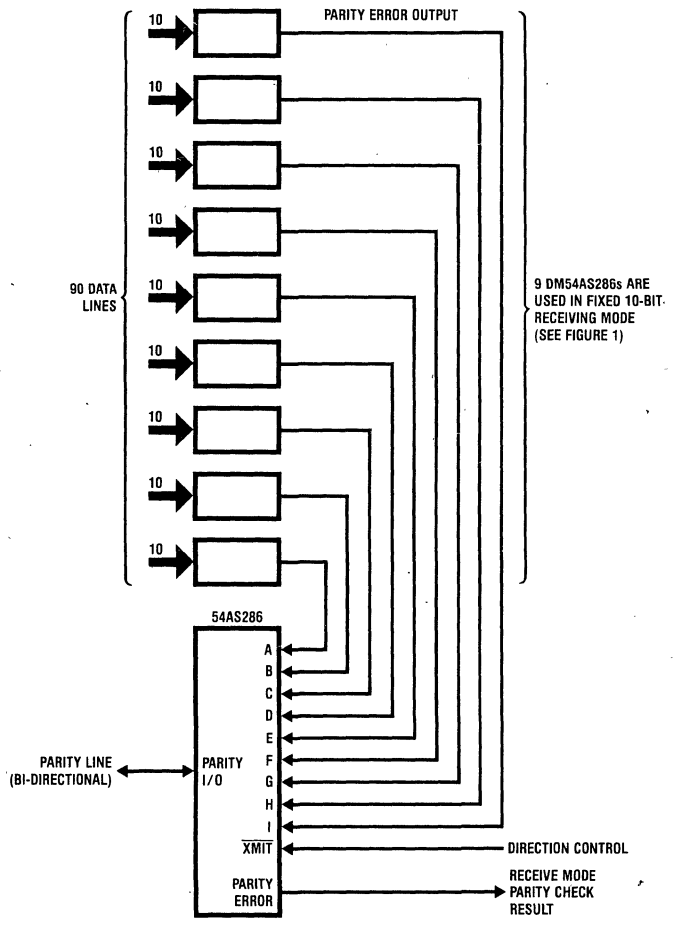 PARITY ERROR OUTPUT
10
10
10
10
10
10
10
10
10
90 DATA
LINES
9 DM54AS286s ARE
USED IN FIXED 10-BIT
RECEIVING MODE
(SEE FIGURE 1)
54AS286
A
B
C
D
E
F
G
H
I
XMIT
PARITY
I/O
PARITY
ERROR
PARITY LINE
(BI-DIRECTIONAL)
DIRECTION CONTROL
RECEIVE MODE
PARITY CHECK
RESULT